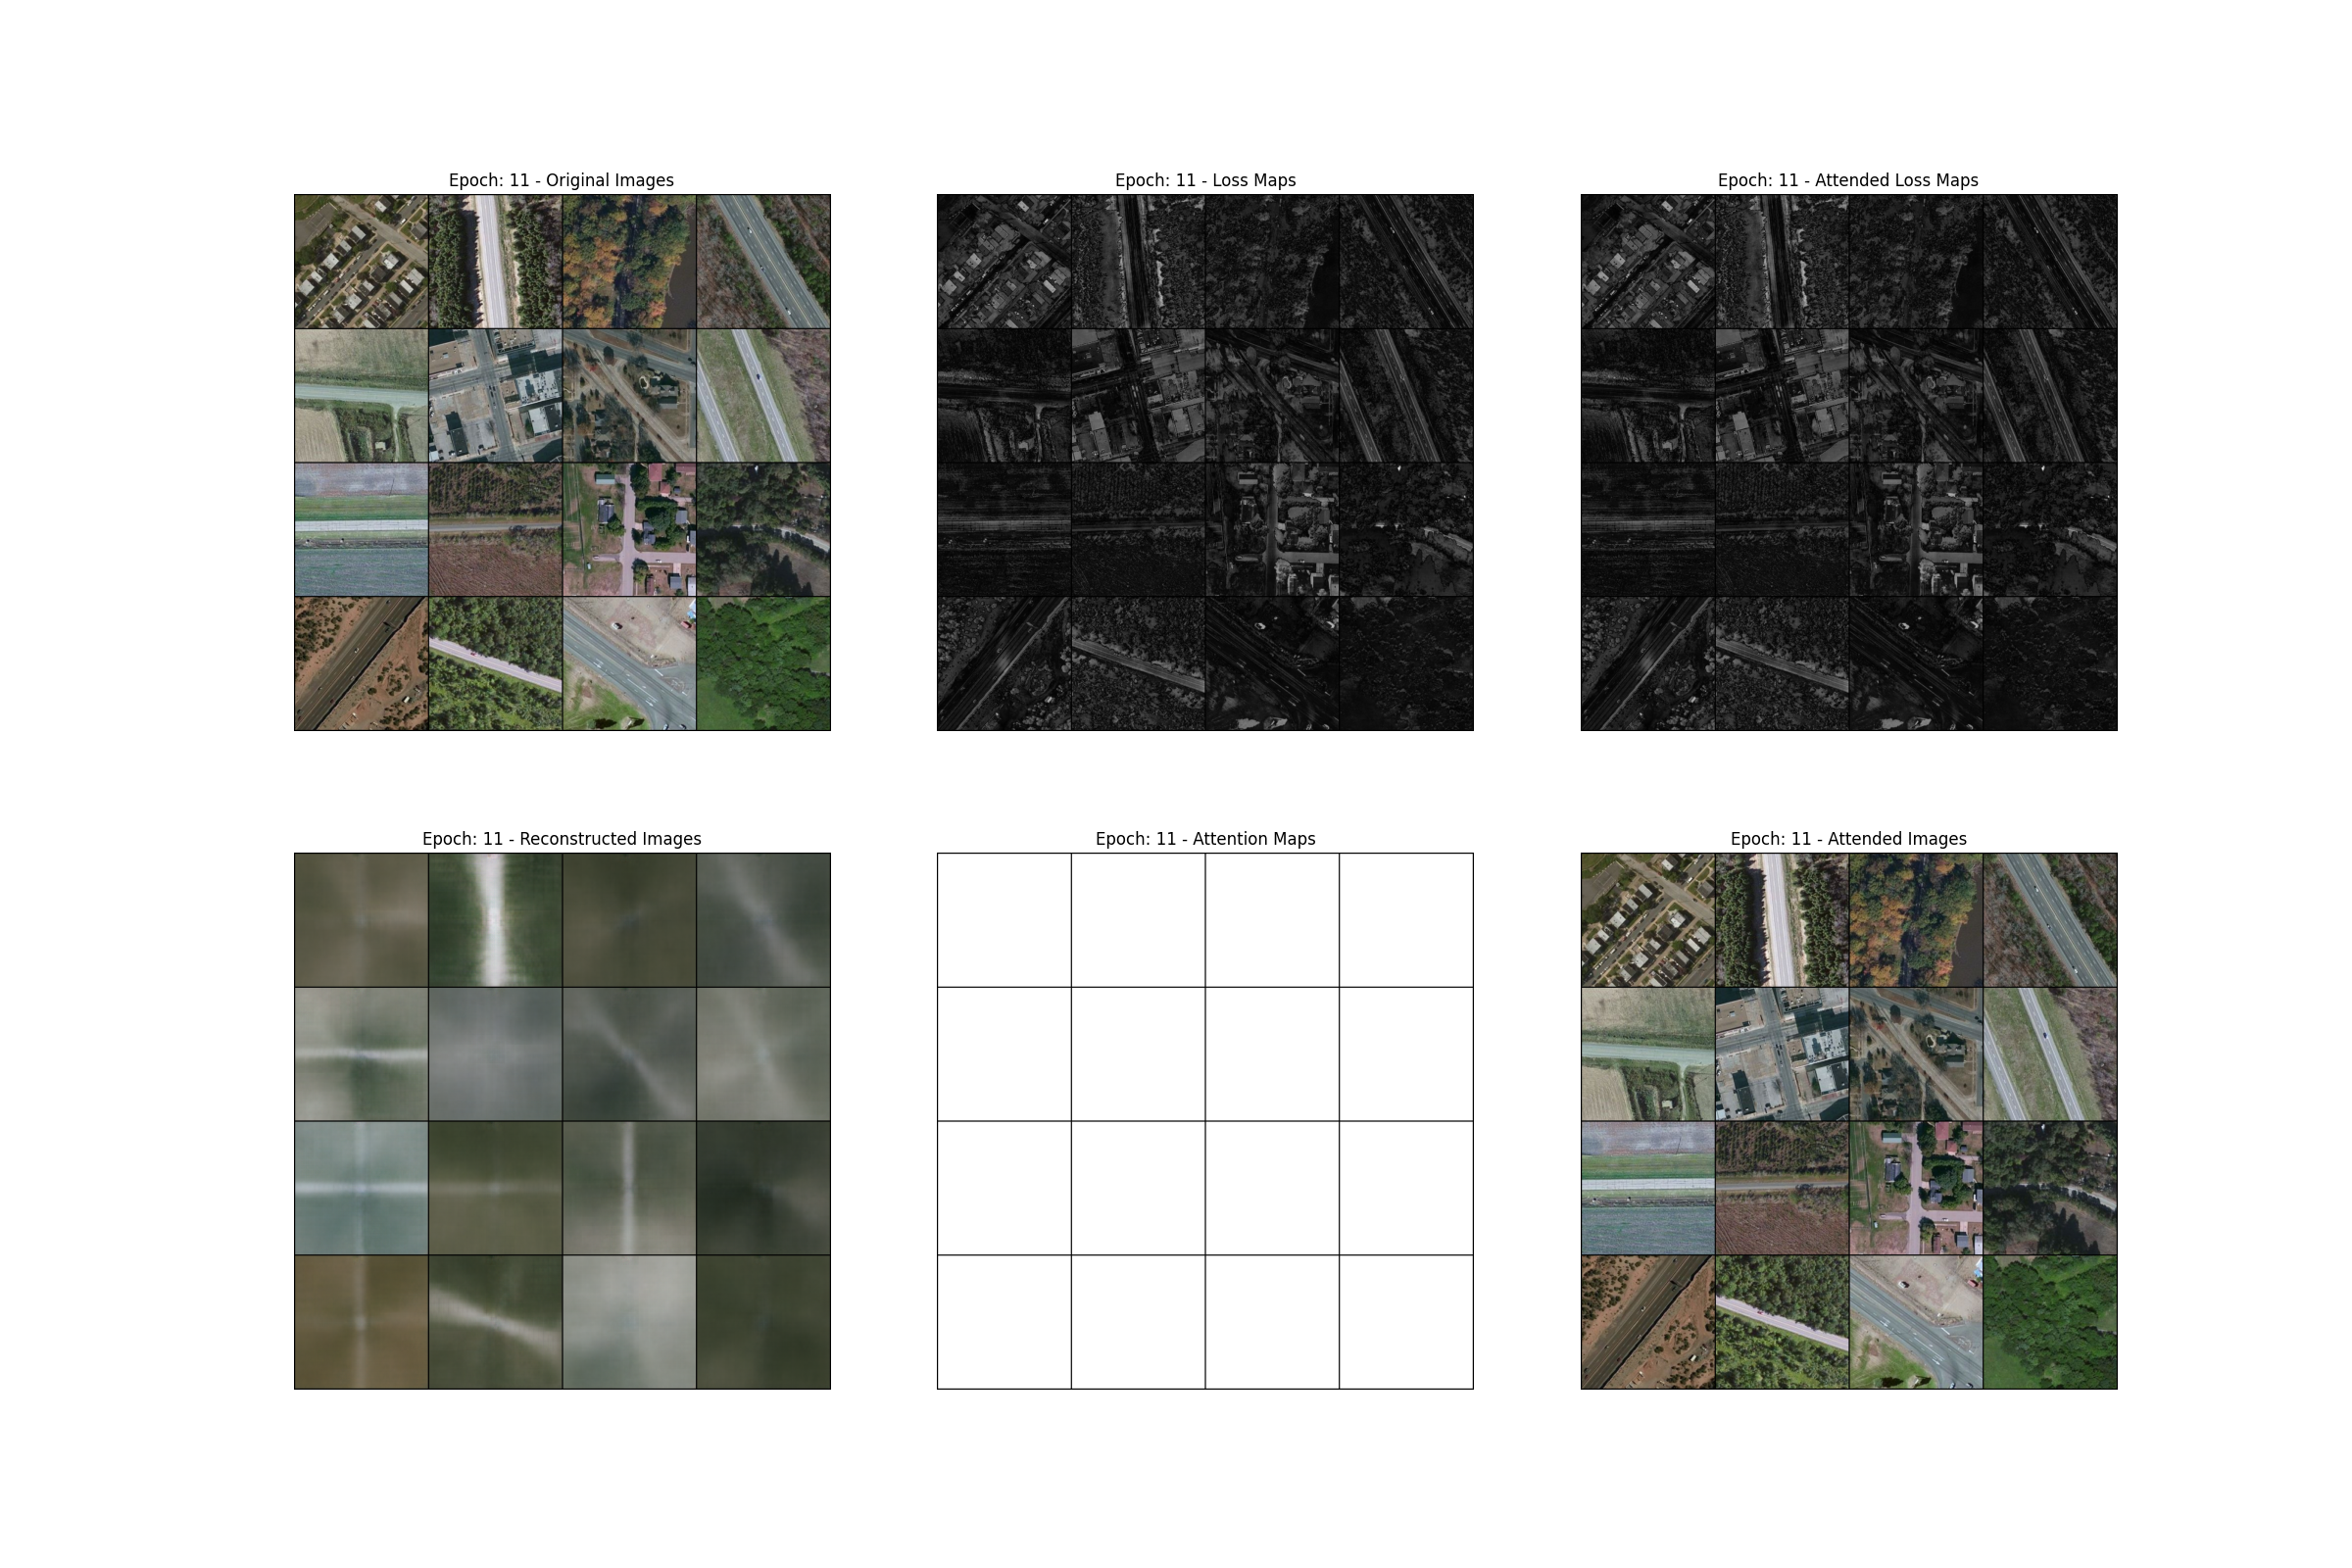 Epoch: 11 - Original Images
Epoch: 11 - Loss Maps
Epoch: 11 - Attended Loss Maps
Epoch: 11 - Reconstructed Images
Epoch: 11 - Attention Maps
Epoch: 11 - Attended Images